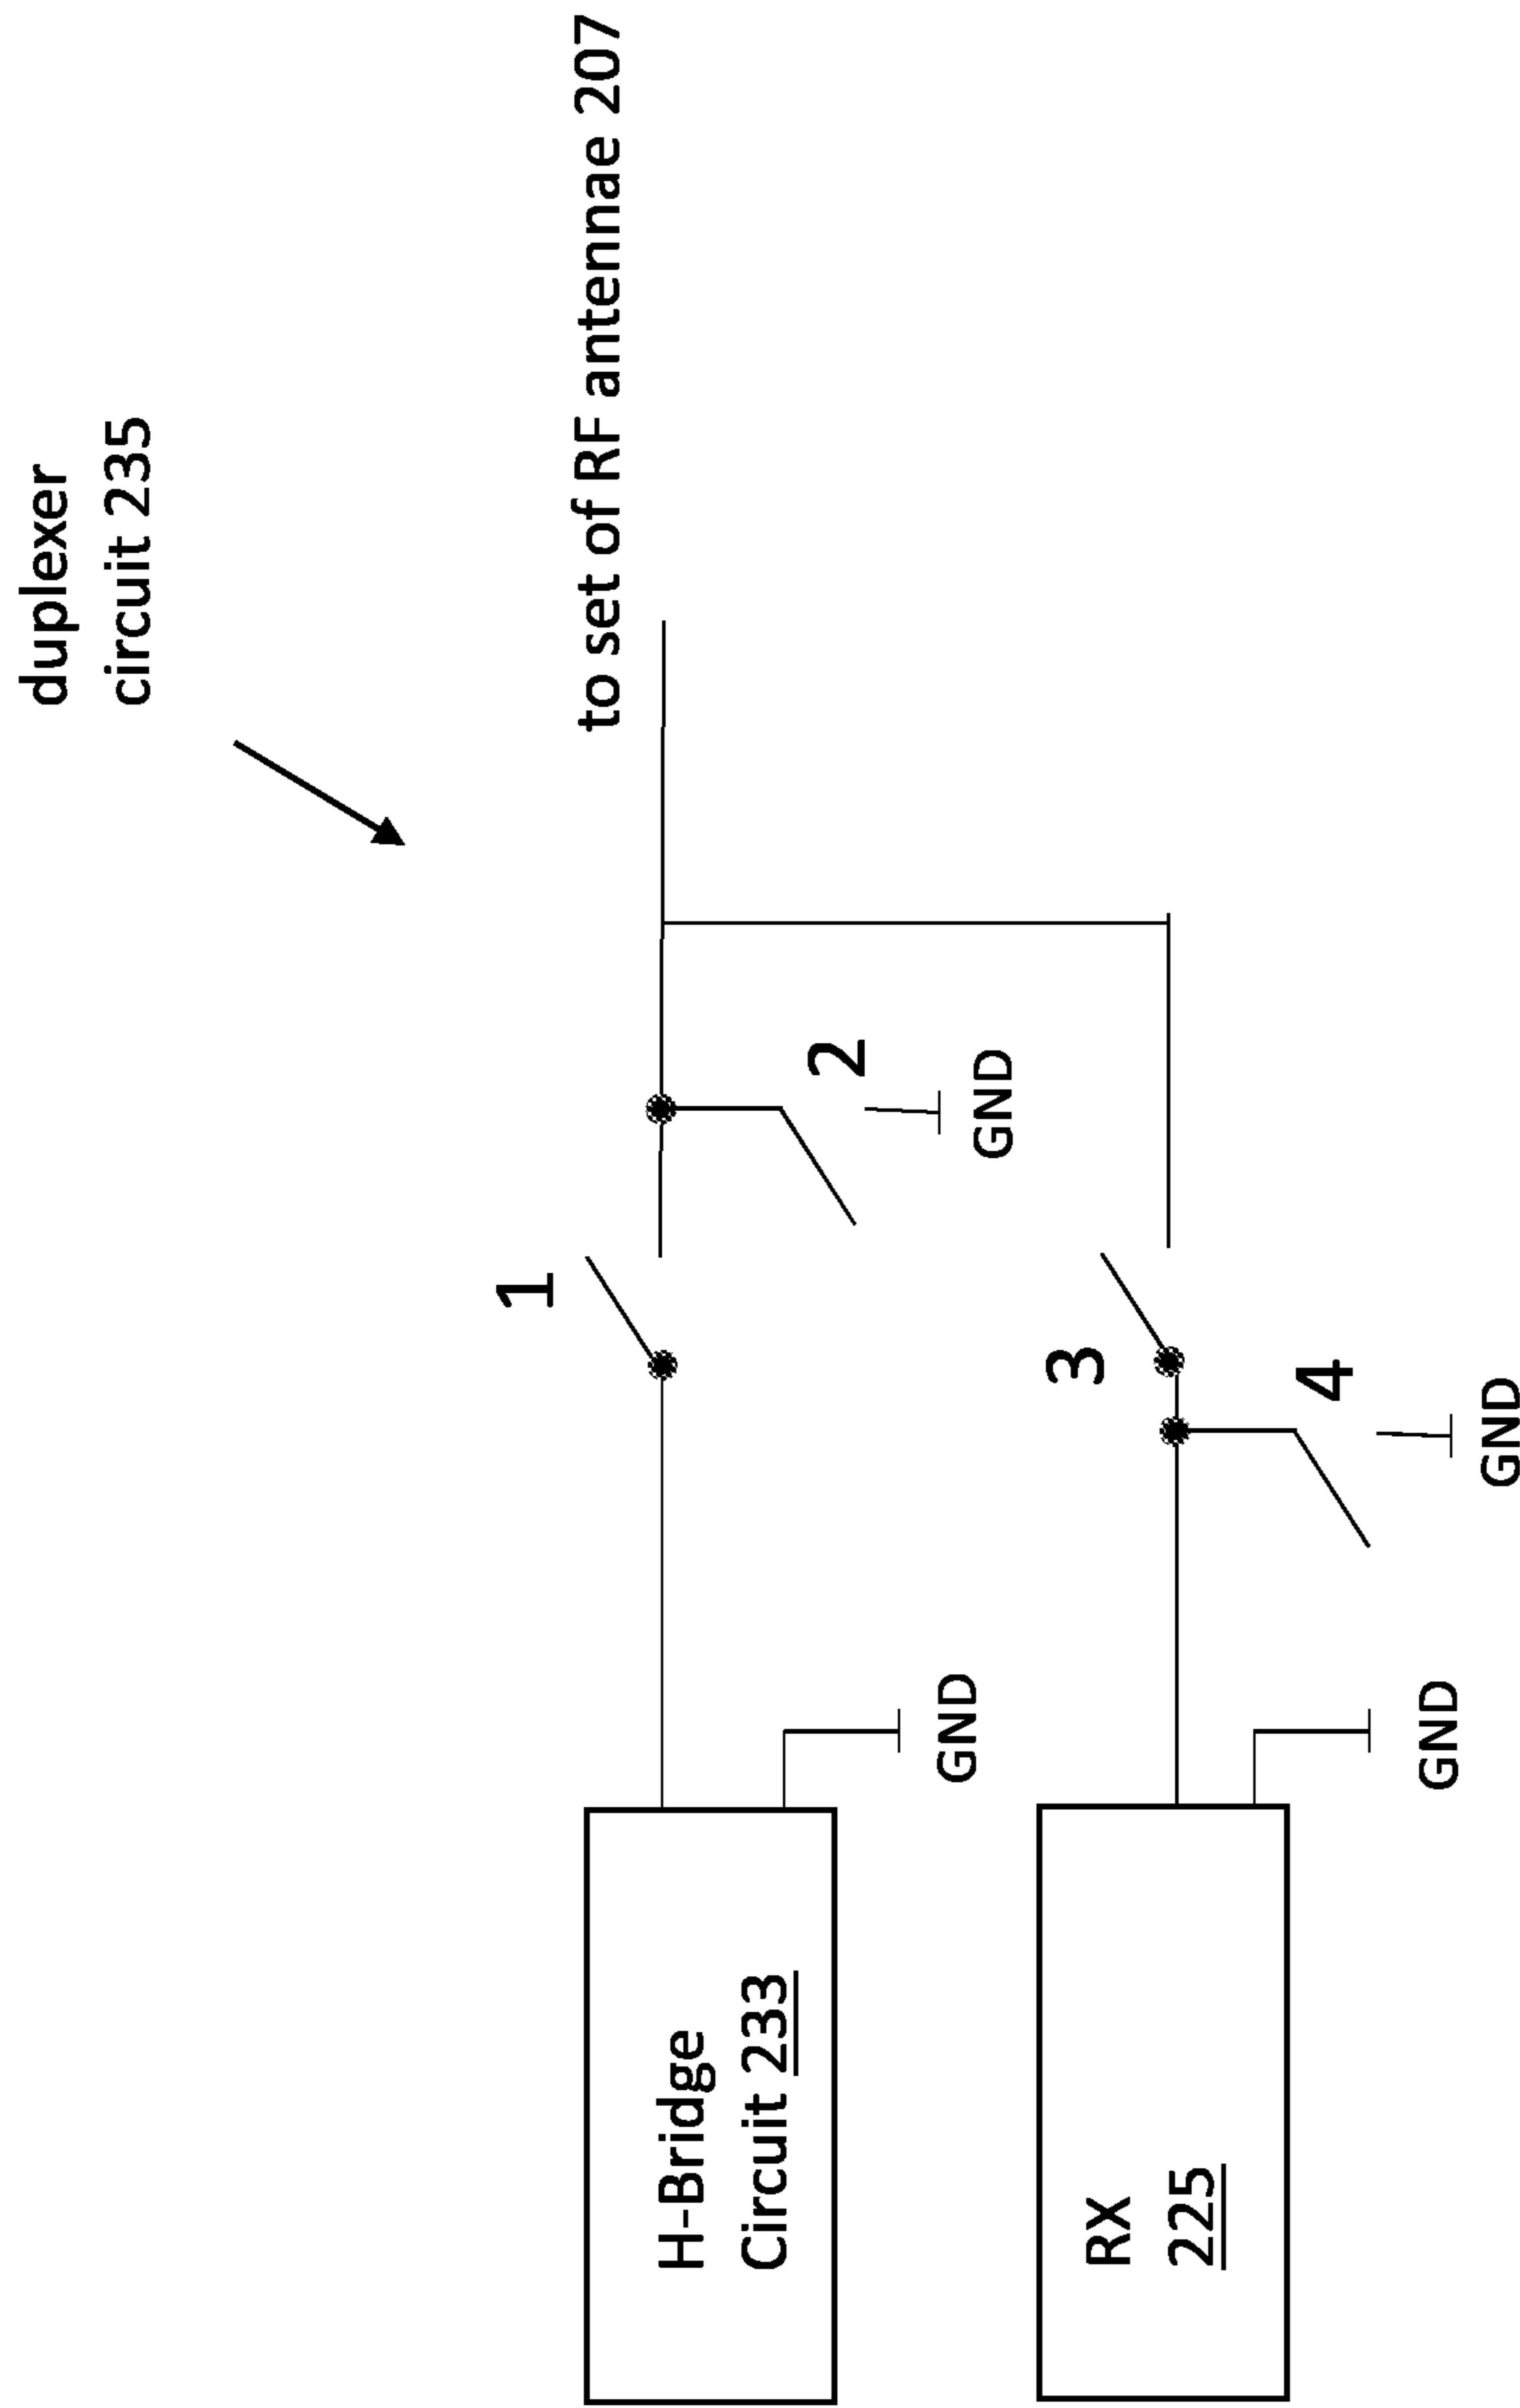 duplexer
circuit 235
to set of RF antennae 207
1
2
GND
3
4
GND
H-Bridge
Circuit 233
GND
RX
225
GND